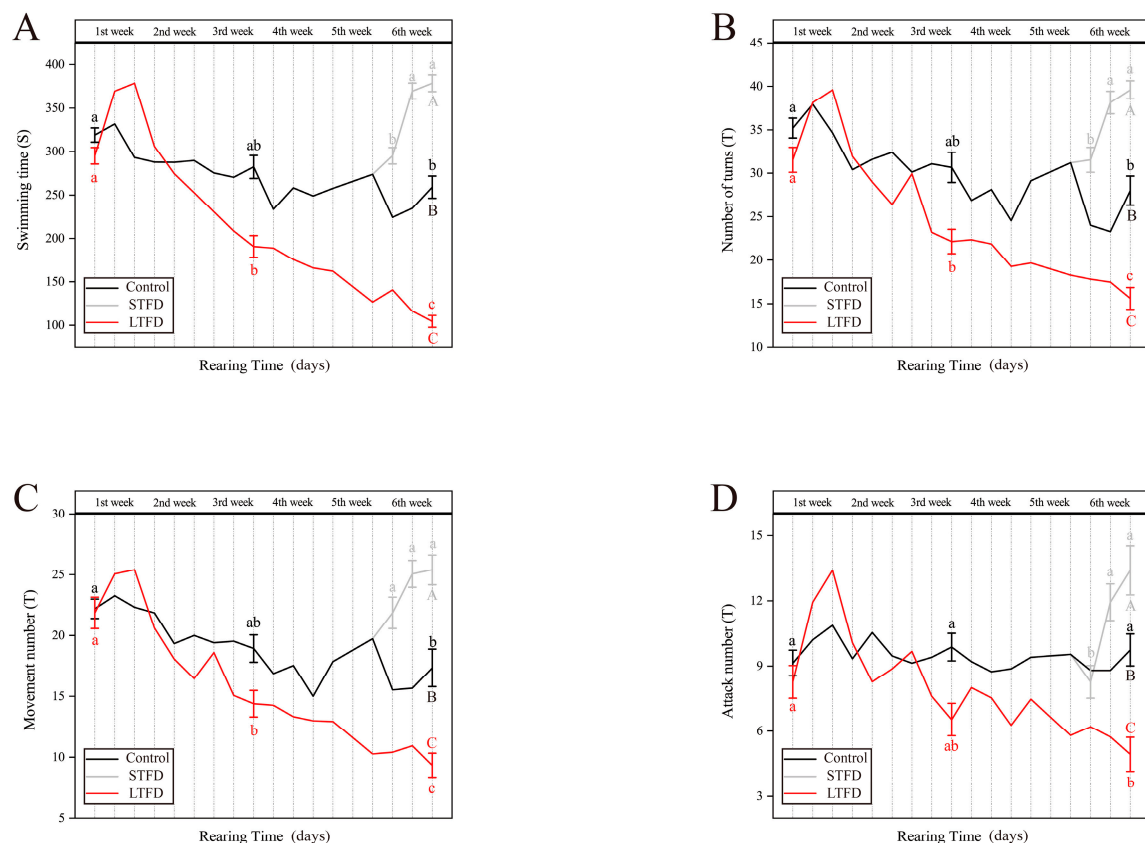 A
1st week 2nd week 3rd week 4th week 5th week 6th week
Swimming time (S)
400
350
300
250
200
150
100
a
a
ab
b
b
a
a
A
b
B
c
C
Control
STFD
LTFD
Rearing Time (days)
B
1st week 2nd week 3rd week 4th week 5th week 6th week
Number of turns (T)
45
40
35
30
25
20
15
10
a
a
ab
b
b
a
a
A
b
B
c
C
Control
STFD
LTFD
Rearing Time (days)
C
1st week 2nd week 3rd week 4th week 5th week 6th week
Movement number (T)
30
25
20
15
10
5
a
a
ab
b
a
a
a
A
b
B
C
c
Control
STFD
LTFD
Rearing Time (days)
D
1st week 2nd week 3rd week 4th week 5th week 6th week
Attack number (T)
15
12
9
6
3
a
a
a
ab
b
a
a
A
a
B
C
b
Control
STFD
LTFD
Rearing Time (days)